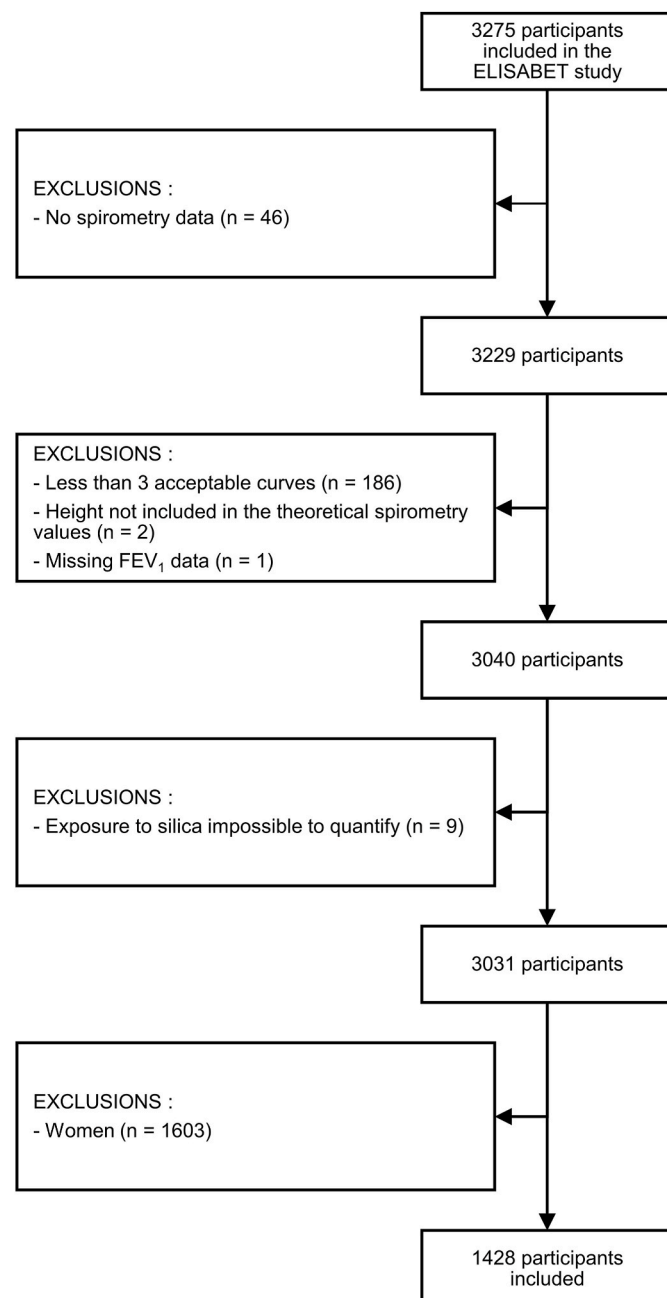 3275 participants
included in the
ELISABET study
EXCLUSIONS :
- No spirometry data (n = 46)
3229 participants
EXCLUSIONS :
- Less than 3 acceptable curves (n = 186)
- Height not included in the theoretical spirometry
values (n = 2)
- Missing FEV₁ data (n = 1)
3040 participants
EXCLUSIONS :
- Exposure to silica impossible to quantify (n = 9)
3031 participants
EXCLUSIONS :
- Women (n = 1603)
1428 participants
included